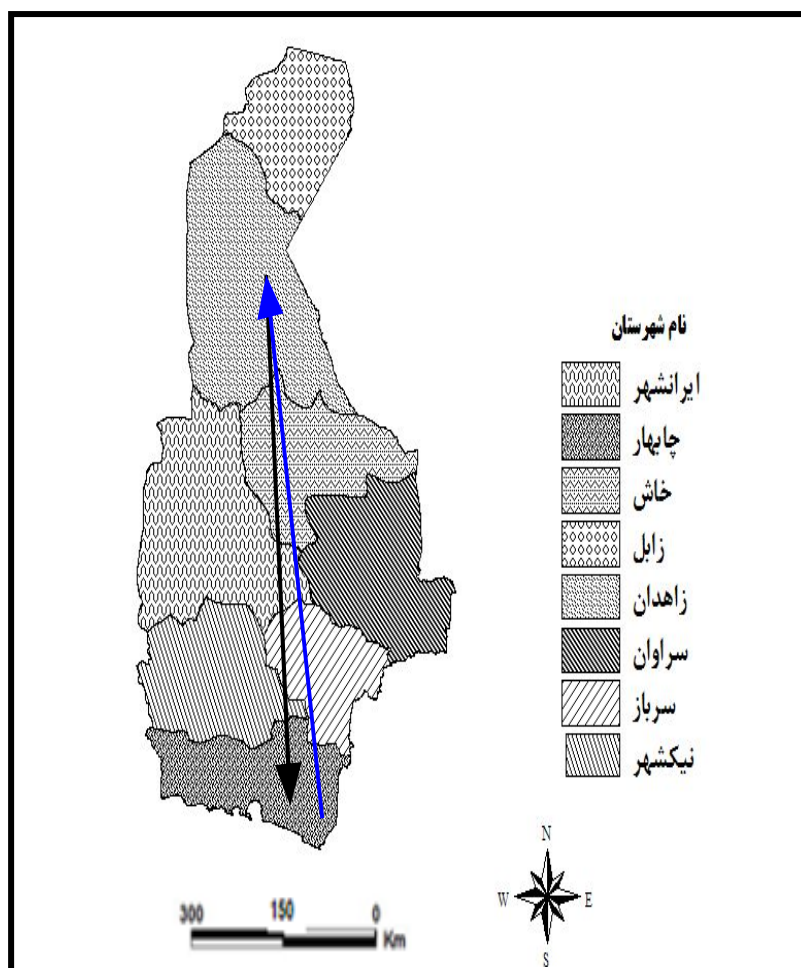 نام شهرستان
ایرانشهر
چابهار
خاش
زابل
زاهدان
سراوان
سرباز
نیکشهر
N
W E
S
300 150 0
Km